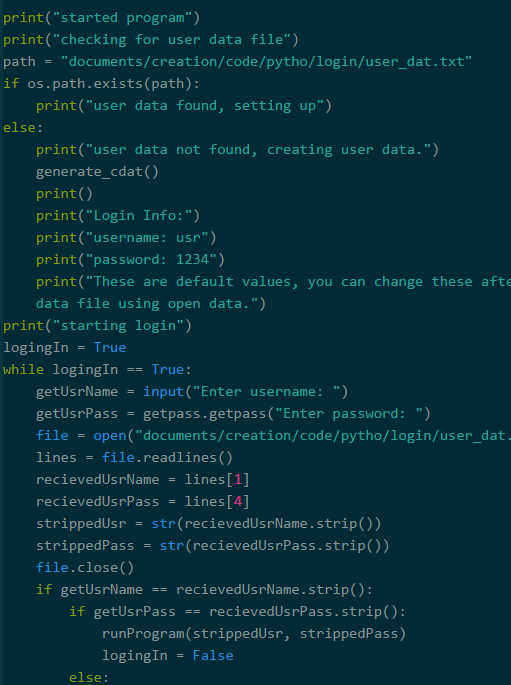 print("started program")
print("checking for user data file")
path = "documents/creation/code/pytho/login/user_dat.txt"
if os.path.exists(path):
    print("user data found, setting up")
else:
    print("user data not found, creating user data.")
    generate_cdat()
    print()
    print("Login Info:")
    print("username: usr")
    print("password: 1234")
    print("These are default values, you can change these afte
    data file using open data.")
print("starting login")
logingIn = True
while logingIn == True:
    getUsrName = input("Enter username: ")
    getUsrPass = getpass.getpass("Enter password: ")
    file = open("documents/creation/code/pytho/login/user_dat.
    lines = file.readlines()
    recievedUsrName = lines[1]
    recievedUsrPass = lines[4]
    strippedUsr = str(recievedUsrName.strip())
    strippedPass = str(recievedUsrPass.strip())
    file.close()
    if getUsrName == recievedUsrName.strip():
        if getUsrPass == recievedUsrPass.strip():
            runProgram(strippedUsr, strippedPass)
            logingIn = False
        else: